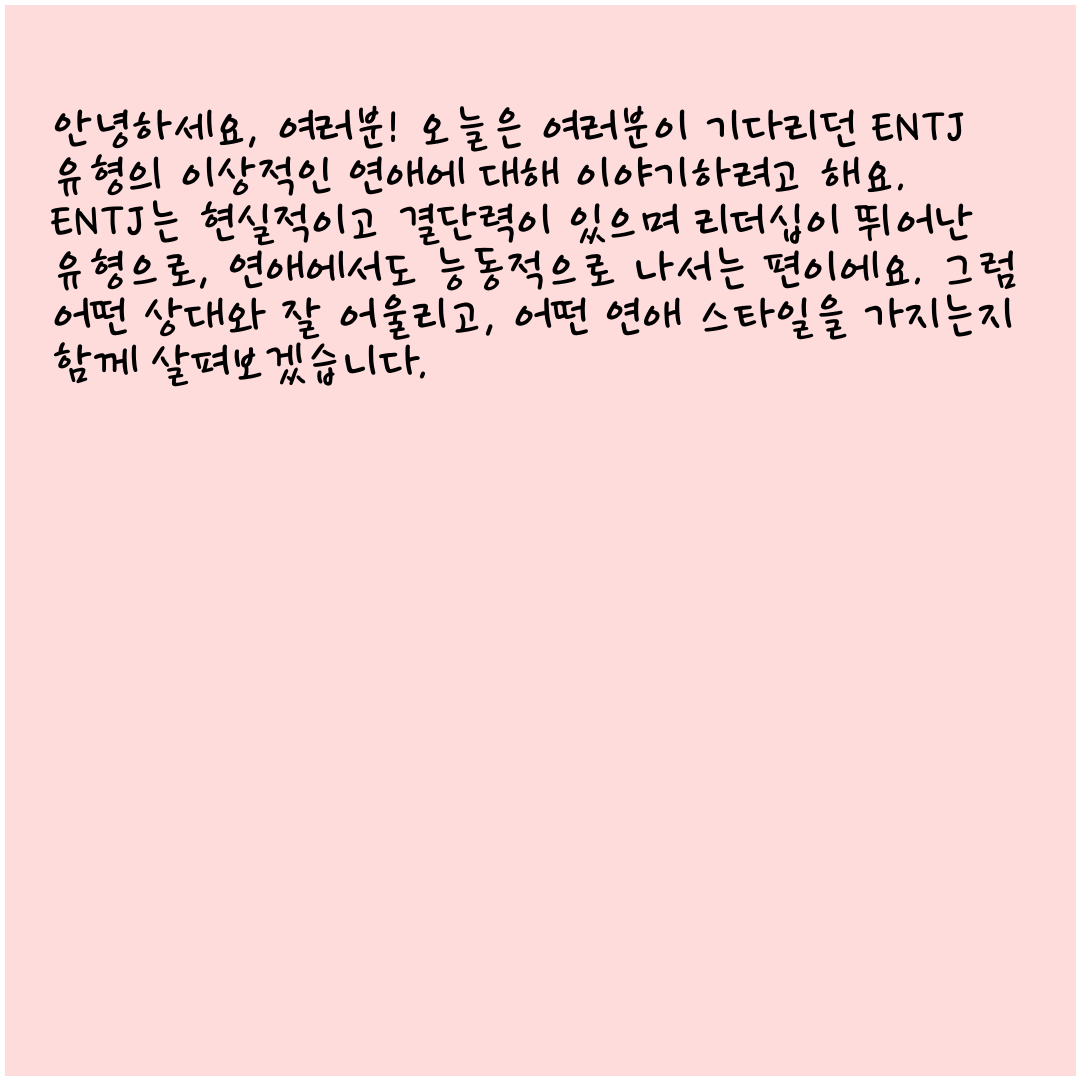 안녕하세요, 여러분! 오늘은 여러분이 기다리던 ENTJ
유형의 이상적인 연애에 대해 이야기하려고 해요.
ENTJ는 현실적이고 결단력이 있으며 리더십이 뛰어난
유형으로, 연애에서도 능동적으로 나서는 편이에요. 그럼
어떤 상대와 잘 어울리고, 어떤 연애 스타일을 가지는지
함께 살펴보겠습니다.